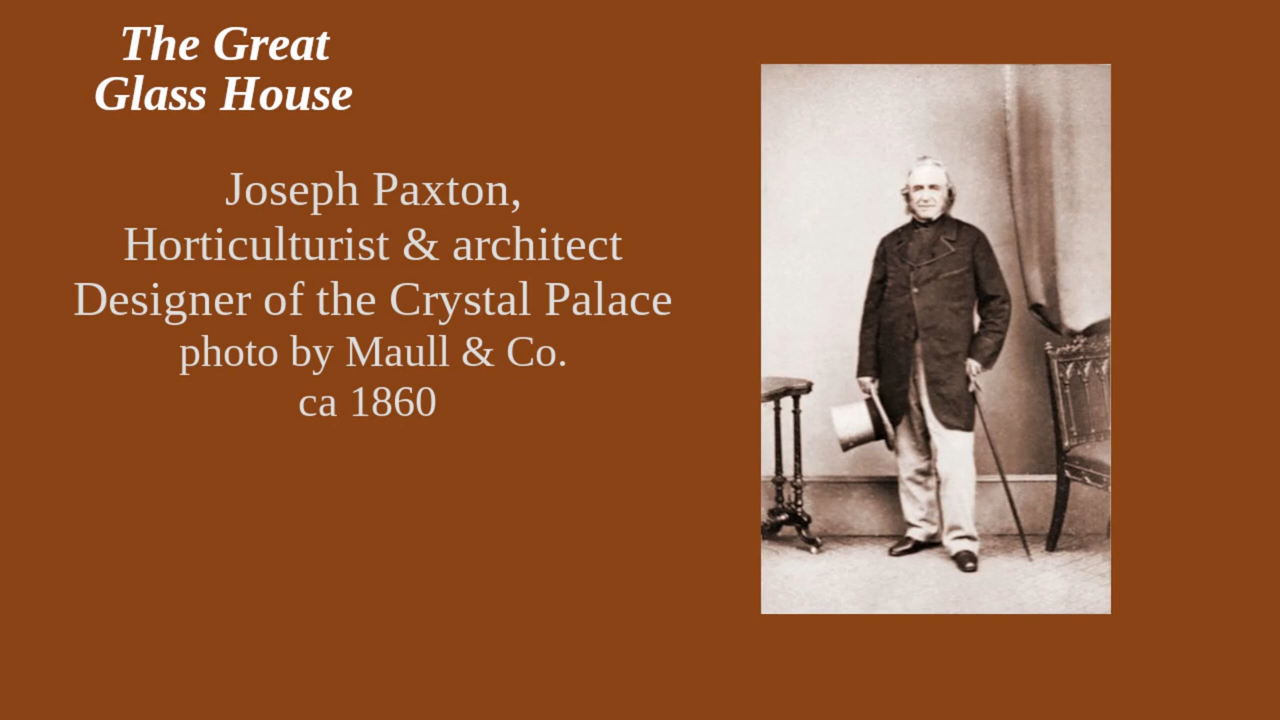 The Great
Glass House
Joseph Paxton,
Horticulturist & architect
Designer of the Crystal Palace
photo by Maull & Co.
ca 1860